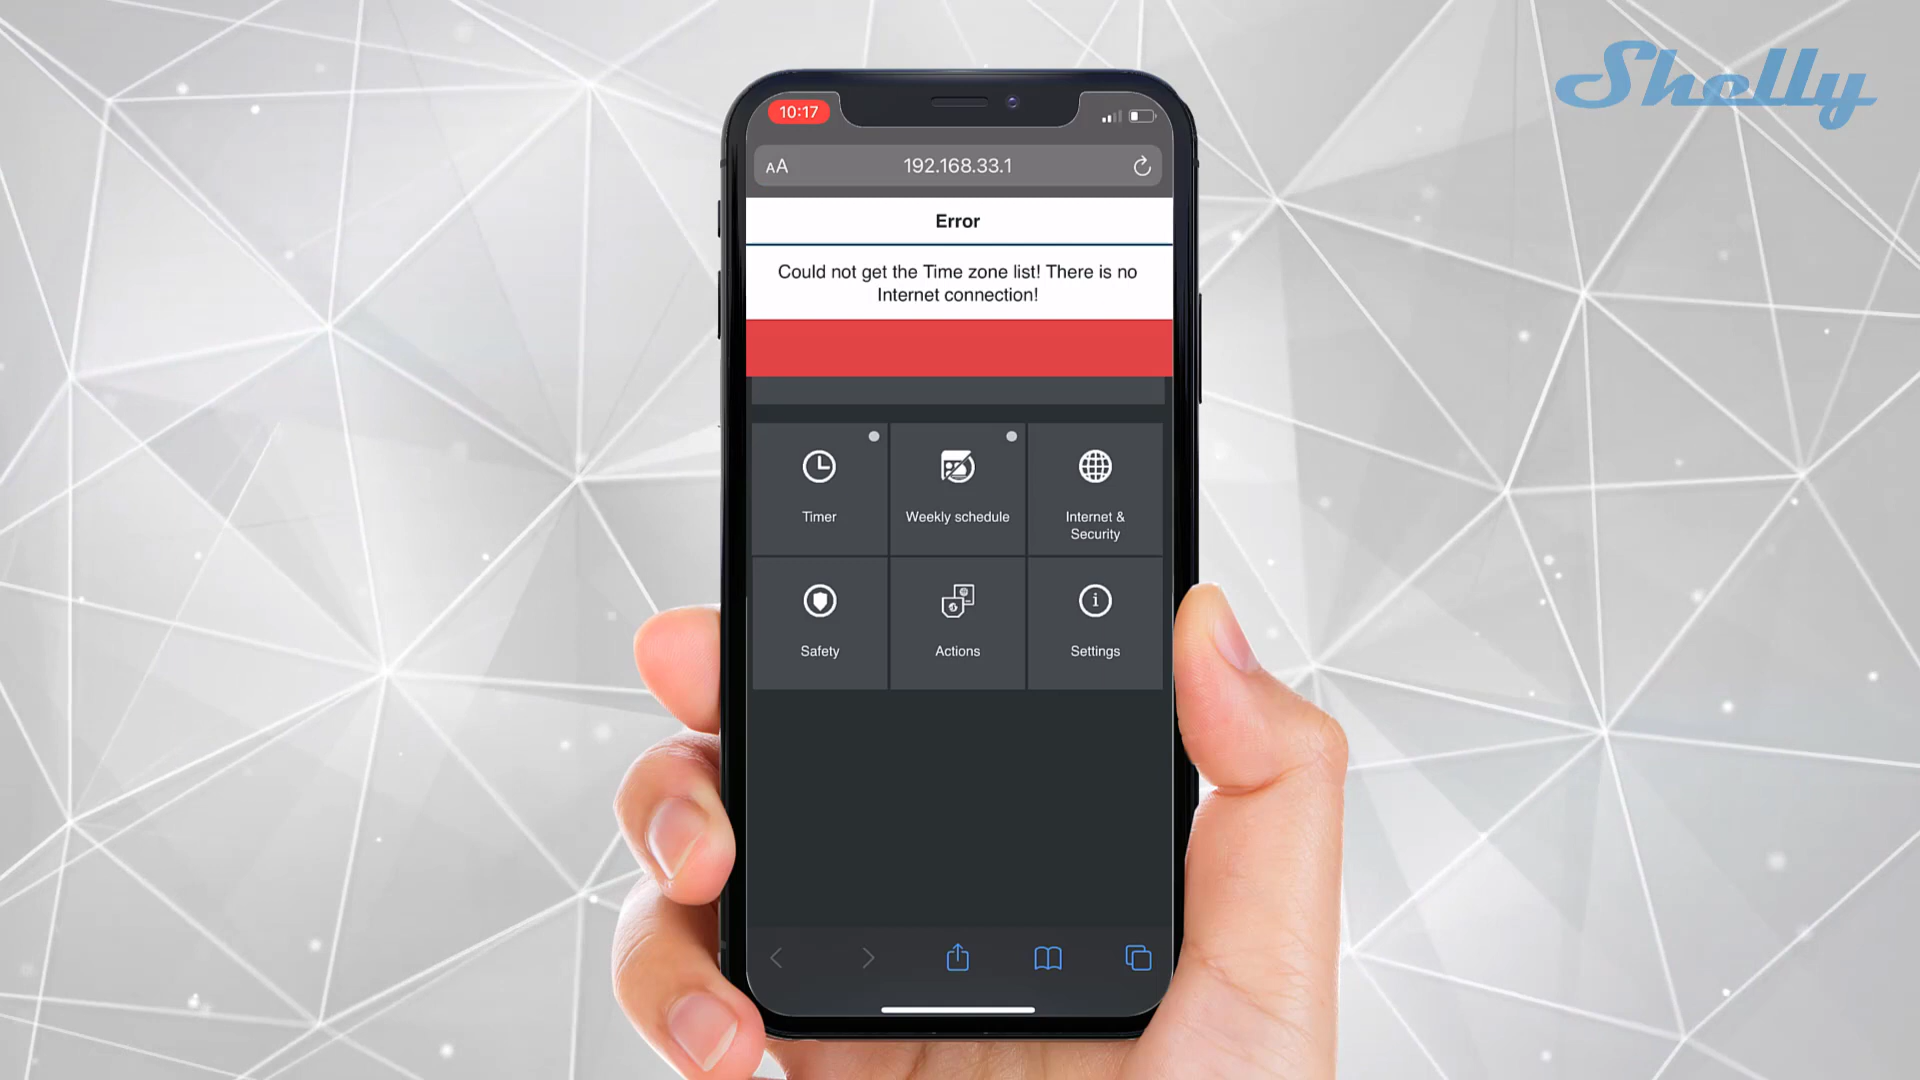 Shelly
10:17
AA
192.168.33.1
Error
Could not get the Time zone list! There is no
Internet connection!
Timer
Weekly schedule
Internet &
Security
Safety
Actions
Settings